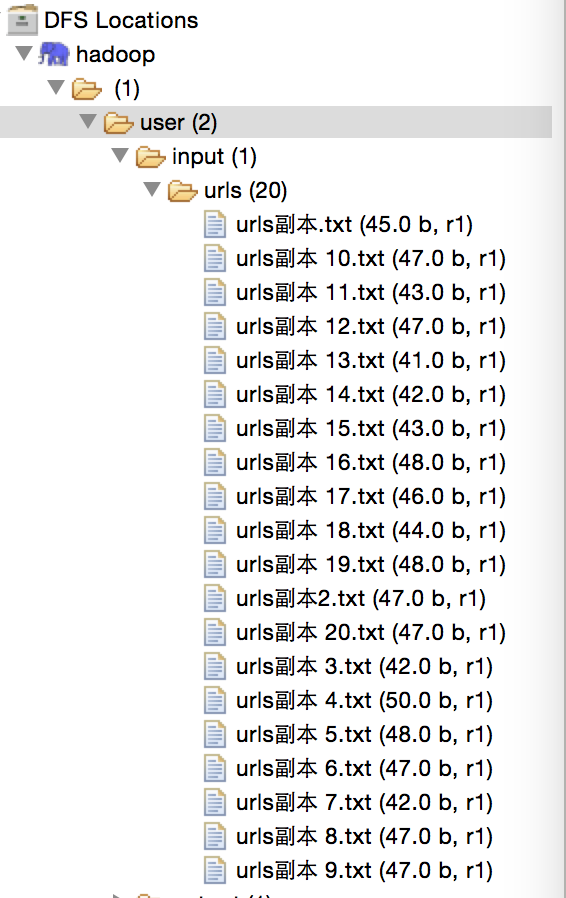 DFS Locations
hadoop
(1)
user (2)
input (1)
urls (20)
urls副本.txt (45.0 b, r1)
urls副本 10.txt (47.0 b, r1)
urls副本 11.txt (43.0 b, r1)
urls副本 12.txt (47.0 b, r1)
urls副本 13.txt (41.0 b, r1)
urls副本 14.txt (42.0 b, r1)
urls副本 15.txt (43.0 b, r1)
urls副本 16.txt (48.0 b, r1)
urls副本 17.txt (46.0 b, r1)
urls副本 18.txt (44.0 b, r1)
urls副本 19.txt (48.0 b, r1)
urls副本2.txt (47.0 b, r1)
urls副本 20.txt (47.0 b, r1)
urls副本 3.txt (42.0 b, r1)
urls副本 4.txt (50.0 b, r1)
urls副本 5.txt (48.0 b, r1)
urls副本 6.txt (47.0 b, r1)
urls副本 7.txt (42.0 b, r1)
urls副本 8.txt (47.0 b, r1)
urls副本 9.txt (47.0 b, r1)